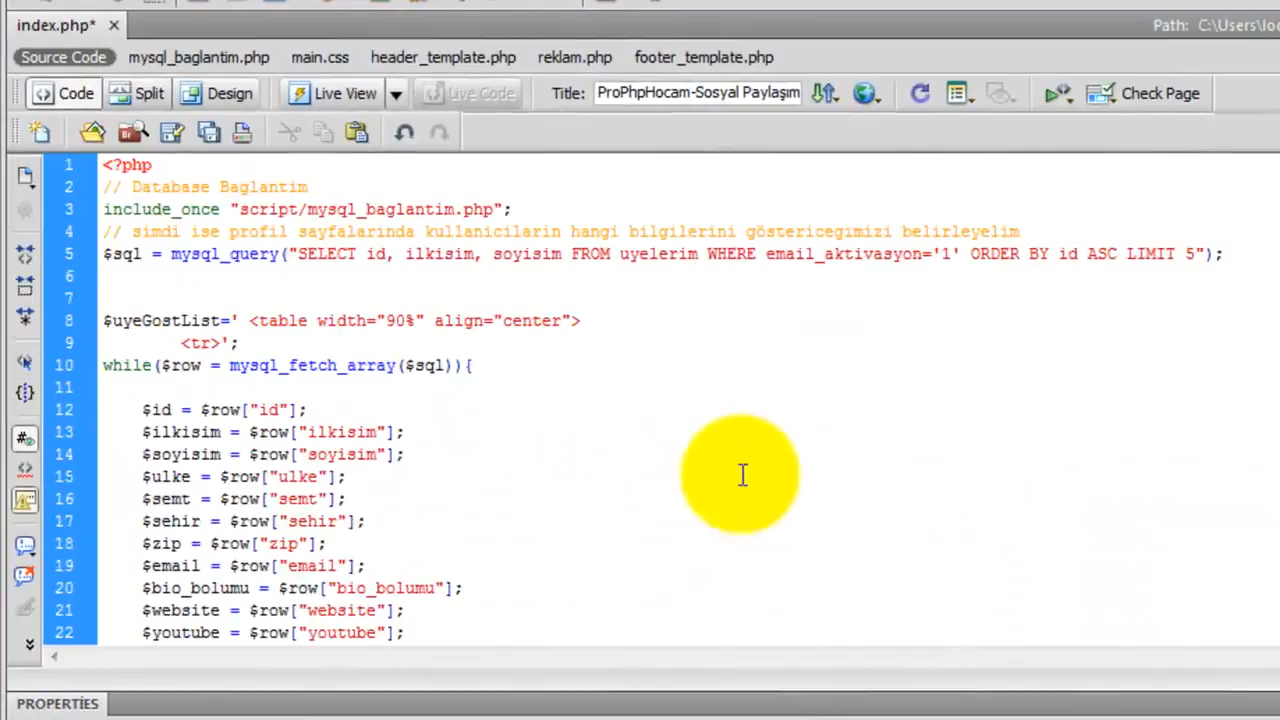 index.php*
Path: C:\Users\
Source Code mysql_baglantim.php main.css header_template.php reklam.php footer_template.php
Code Split Design Live View Live Code Title: ProPhpHocam-Sosyal Paylaşım Check Page
1 <?php
2 // Database Baglantim
3 include_once "script/mysql_baglantim.php";
4 // simdi ise profil sayfalarinda kullanicilarin hangi bilgilerini göstericegimizi belirleyelim
5 $sql = mysql_query("SELECT id, ilkisim, soyisim FROM uyelerim WHERE email_aktivasyon='1' ORDER BY id ASC LIMIT 5");
6
7
8 $uyeGostList=' <table width="90%" align="center">
9 <tr>';
10 while($row = mysql_fetch_array($sql)){
11
12 $id = $row["id"];
13 $ilkisim = $row["ilkisim"];
14 $soyisim = $row["soyisim"];
15 $ulke = $row["ulke"];
16 $semt = $row["semt"];
17 $sehir = $row["sehir"];
18 $zip = $row["zip"];
19 $email = $row["email"];
20 $bio_bolumu = $row["bio_bolumu"];
21 $website = $row["website"];
22 $youtube = $row["youtube"];
PROPERTİES